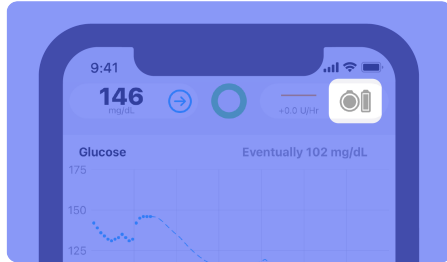 9:41
146
mg/dL
+0.0 U/Hr
Glucose
Eventually 102 mg/dL
175
150
125